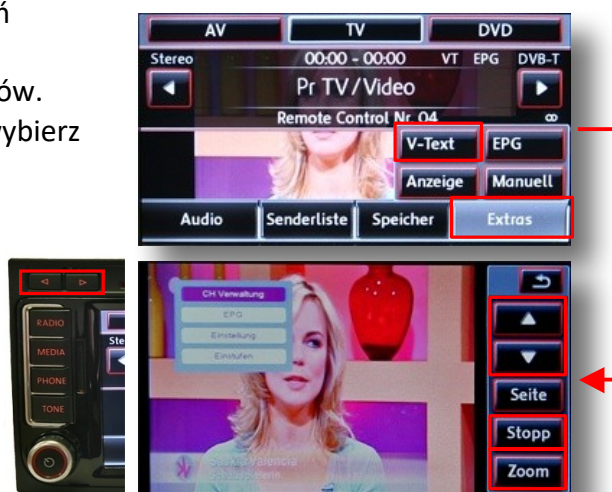 ń
ów.
ybierz
AV TV DVD
Stereo 00:00 - 00:00 VT EPG DVB-T
Pr TV/Video
Remote Control Nr. 04
V-Text EPG
Anzeige Manuell
Audio Senderliste Speicher Extras
RADIO
MEDIA
PHONE
TONE
Ste
CH Verwaltung
EPG
Einstellung
Einstufen
Seite
Stopp
Zoom